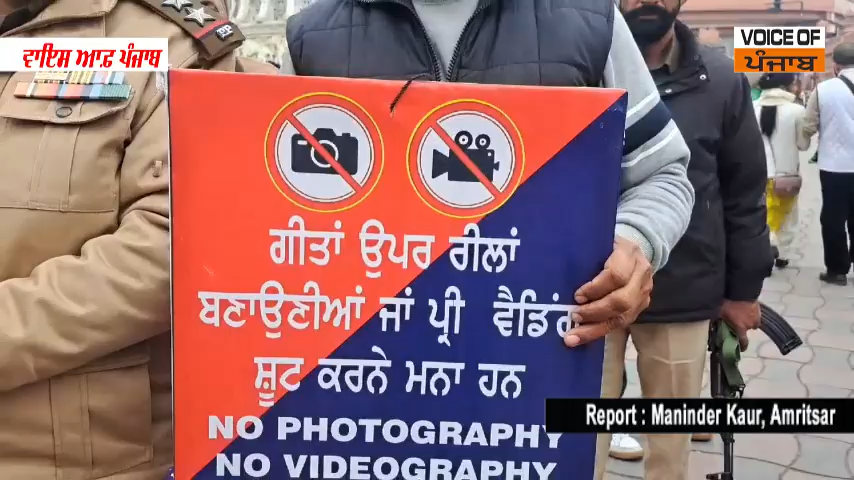 ਵਾਇਸ ਆਫ਼ ਪੰਜਾਬ
VOICE OF
ਪੰਜਾਬ
ਗੀਤਾਂ ਉਪਰ ਰੀਲਾਂ
ਬਣਾਉਣੀਆਂ ਜਾਂ ਪ੍ਰੀ ਵੈਡਿੰਗ
ਸ਼ੂਟ ਕਰਨੇ ਮਨਾ ਹਨ
NO PHOTOGRAPHY
NO VIDEOGRAPHY
Report : Maninder Kaur, Amritsar